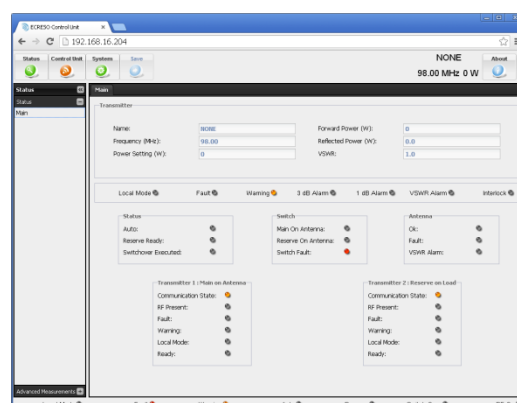 ECRESO Control Unit
192.168.16.204
Status Control Unit System Save
NONE
98.00 MHz 0 W
About
Status
Status
Main
Main
Transmitter
Name: NONE Forward Power (W): 0
Frequency (MHz): 98.00 Reflected Power (W): 0.0
Power Setting (W): 0 VSWR: 1.0
Local Mode Fault Warning 3 dB Alarm 1 dB Alarm VSWR Alarm Interlock
Status Switch Antenna
Auto: Main On Antenna: Ok:
Reserve Ready: Reserve On Antenna: Fault:
Switchover Executed: Switch Fault: VSWR Alarm:
Transmitter 1 : Main on Antenna Transmitter 2 : Reserve on Load
Communication State: Communication State:
RF Present: RF Present:
Fault: Fault:
Warning: Warning:
Local Mode: Local Mode:
Ready: Ready:
Advanced Measurements